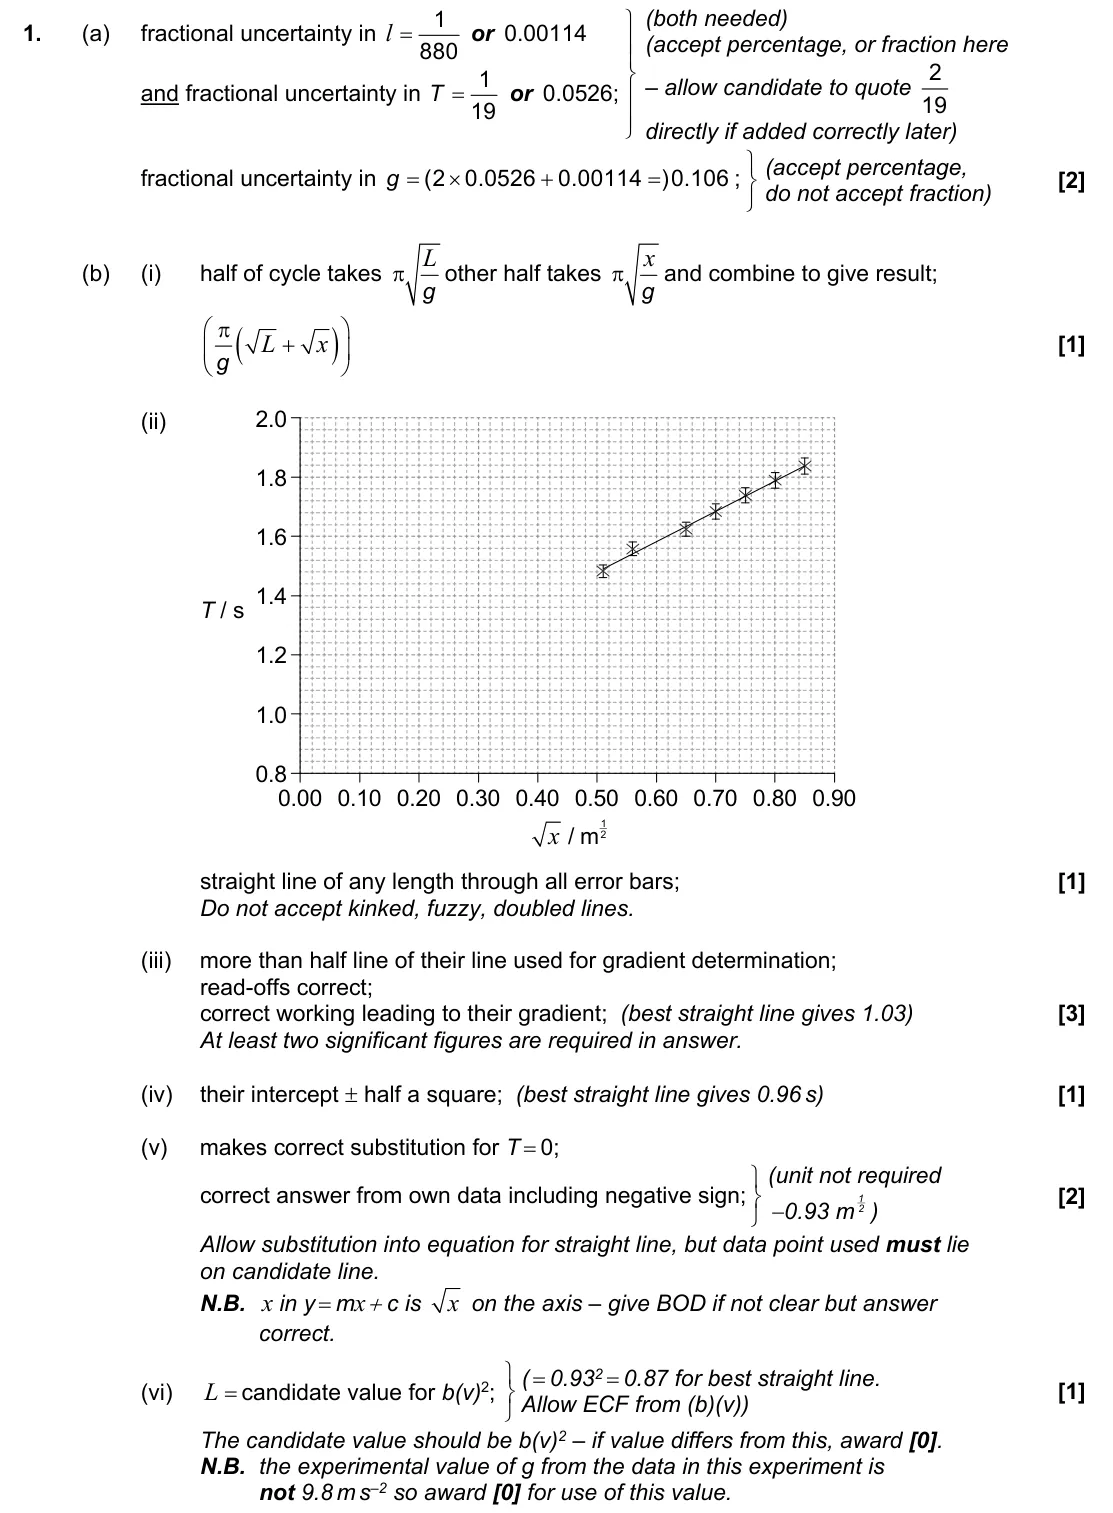 1. (a) fractional uncertainty in l = 1/880 or 0.00114 (both needed)
(accept percentage, or fraction here
and fractional uncertainty in T = 1/19 or 0.0526; – allow candidate to quote 2/19
directly if added correctly later)
fractional uncertainty in g = (2 × 0.0526 + 0.00114 =) 0.106 ; (accept percentage,
do not accept fraction) [2]
(b) (i) half of cycle takes π√(L/g) other half takes π√(x/g) and combine to give result;
(π/g (√L + √x)) [1]
(ii)
2.0
1.8
1.6
1.4
T / s
1.2
1.0
0.8
0.00 0.10 0.20 0.30 0.40 0.50 0.60 0.70 0.80 0.90
√x / m^1/2
straight line of any length through all error bars; [1]
Do not accept kinked, fuzzy, doubled lines.
(iii) more than half line of their line used for gradient determination;
read-offs correct;
correct working leading to their gradient; (best straight line gives 1.03) [3]
At least two significant figures are required in answer.
(iv) their intercept ± half a square; (best straight line gives 0.96 s) [1]
(v) makes correct substitution for T = 0;
correct answer from own data including negative sign; (unit not required
−0.93 m^1/2 ) [2]
Allow substitution into equation for straight line, but data point used must lie
on candidate line.
N.B. x in y = mx + c is √x on the axis – give BOD if not clear but answer
correct.
(vi) L = candidate value for b(v)²; (= 0.93² = 0.87 for best straight line.
Allow ECF from (b)(v)) [1]
The candidate value should be b(v)² – if value differs from this, award [0].
N.B. the experimental value of g from the data in this experiment is
not 9.8 m s⁻² so award [0] for use of this value.